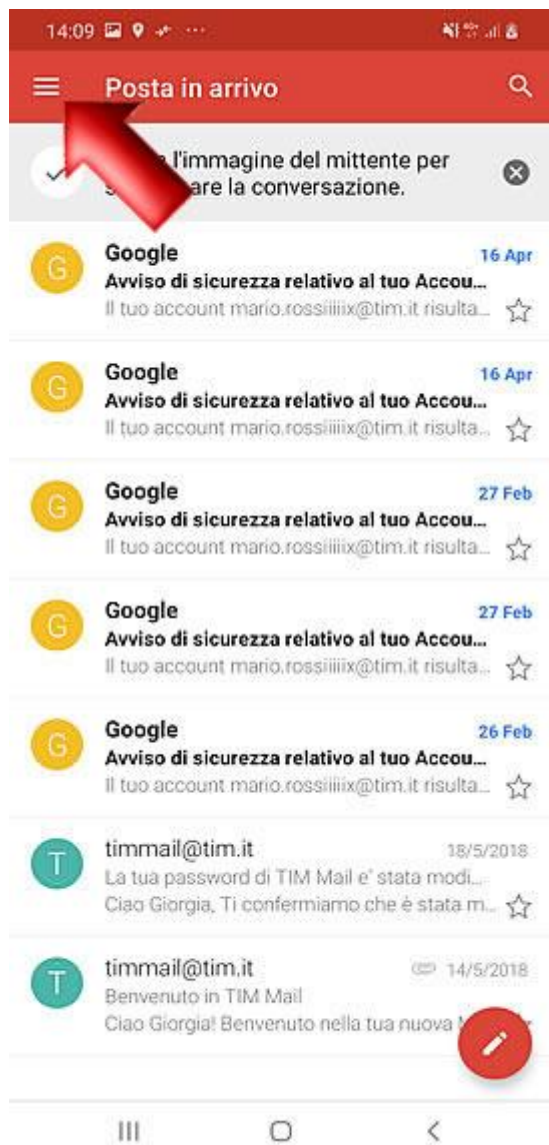 14:09
Posta in arrivo
l'immagine del mittente per
are la conversazione.
G
Google
16 Apr
Avviso di sicurezza relativo al tuo Accou...
Il tuo account mario.rossiiiiix@tim.it risulta...
G
Google
16 Apr
Avviso di sicurezza relativo al tuo Accou...
Il tuo account mario.rossiiiiix@tim.it risulta...
G
Google
27 Feb
Avviso di sicurezza relativo al tuo Accou...
Il tuo account mario.rossiiiiix@tim.it risulta...
G
Google
27 Feb
Avviso di sicurezza relativo al tuo Accou...
Il tuo account mario.rossiiiiix@tim.it risulta...
G
Google
26 Feb
Avviso di sicurezza relativo al tuo Accou...
Il tuo account mario.rossiiiiix@tim.it risulta...
T
timmail@tim.it
18/5/2018
La tua password di TIM Mail e' stata modi...
Ciao Giorgia, Ti confermiamo che è stata m...
T
timmail@tim.it
14/5/2018
Benvenuto in TIM Mail
Ciao Giorgia! Benvenuto nella tua nuova